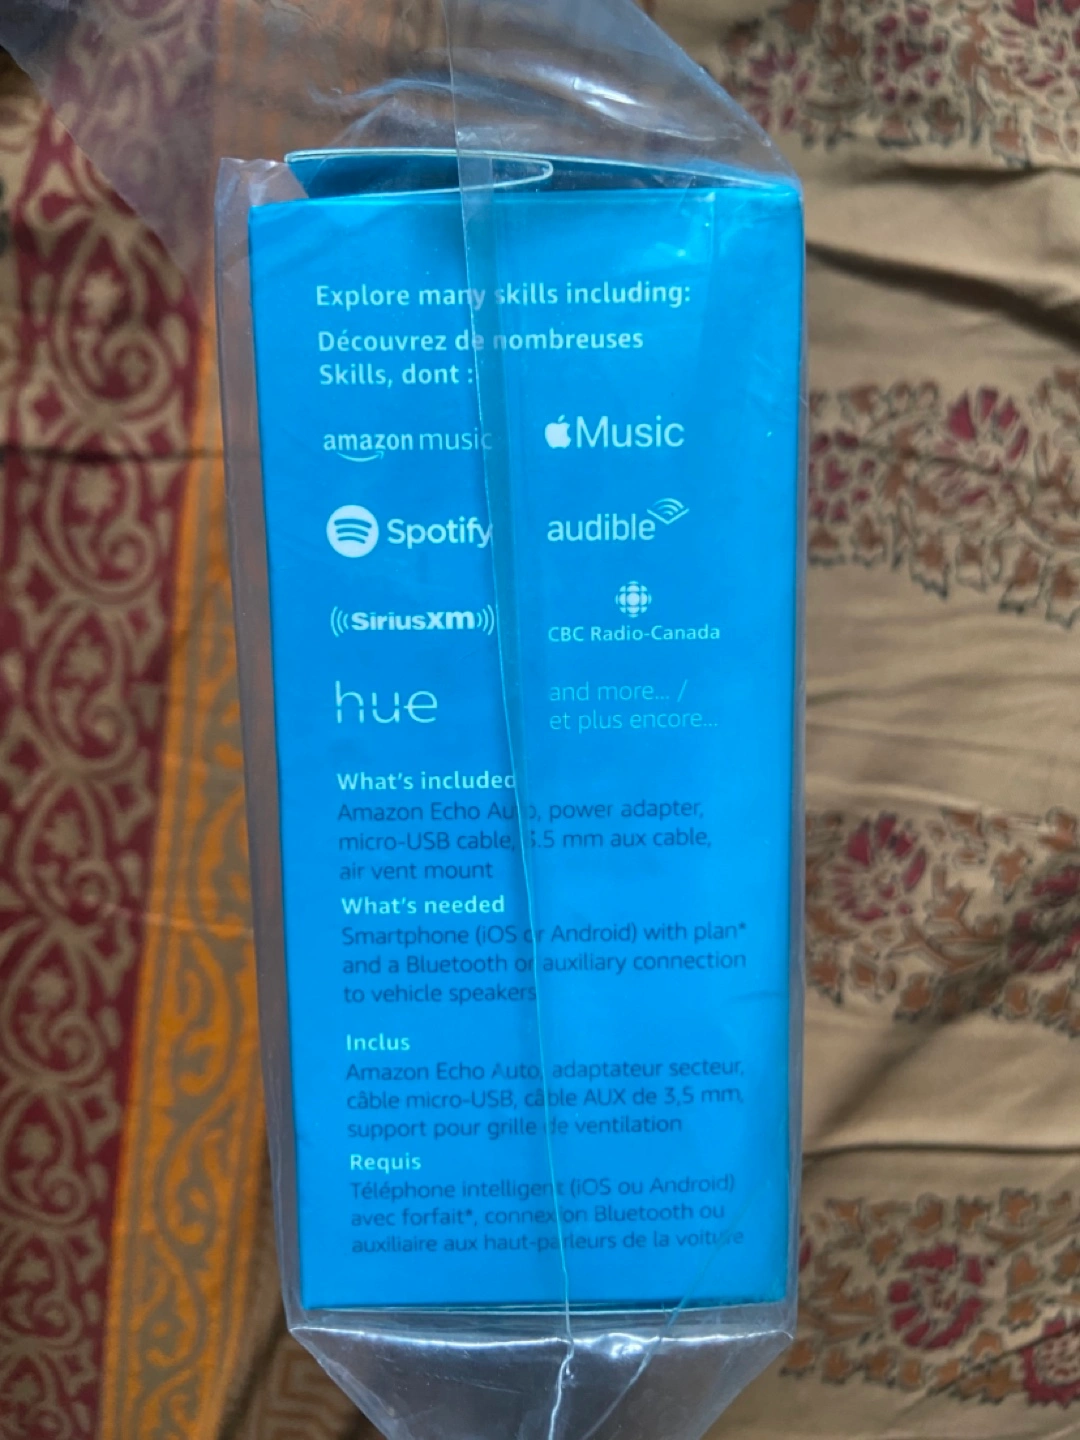 Explore many skills including:
Découvrez de nombreuses
Skills, dont :
amazon music
Music
Spotify
audible
SiriusXM
CBC Radio-Canada
hue
and more... /
et plus encore...
What's included
Amazon Echo Auto, power adapter,
micro-USB cable, 3.5 mm aux cable,
air vent mount
What's needed
Smartphone (iOS or Android) with plan*
and a Bluetooth or auxiliary connection
to vehicle speakers
Inclus
Amazon Echo Auto, adaptateur secteur,
câble micro-USB, câble AUX de 3,5 mm,
support pour grille de ventilation
Requis
Téléphone intelligent (iOS ou Android)
avec forfait*, connexion Bluetooth ou
auxiliaire aux haut-parleurs de la voiture